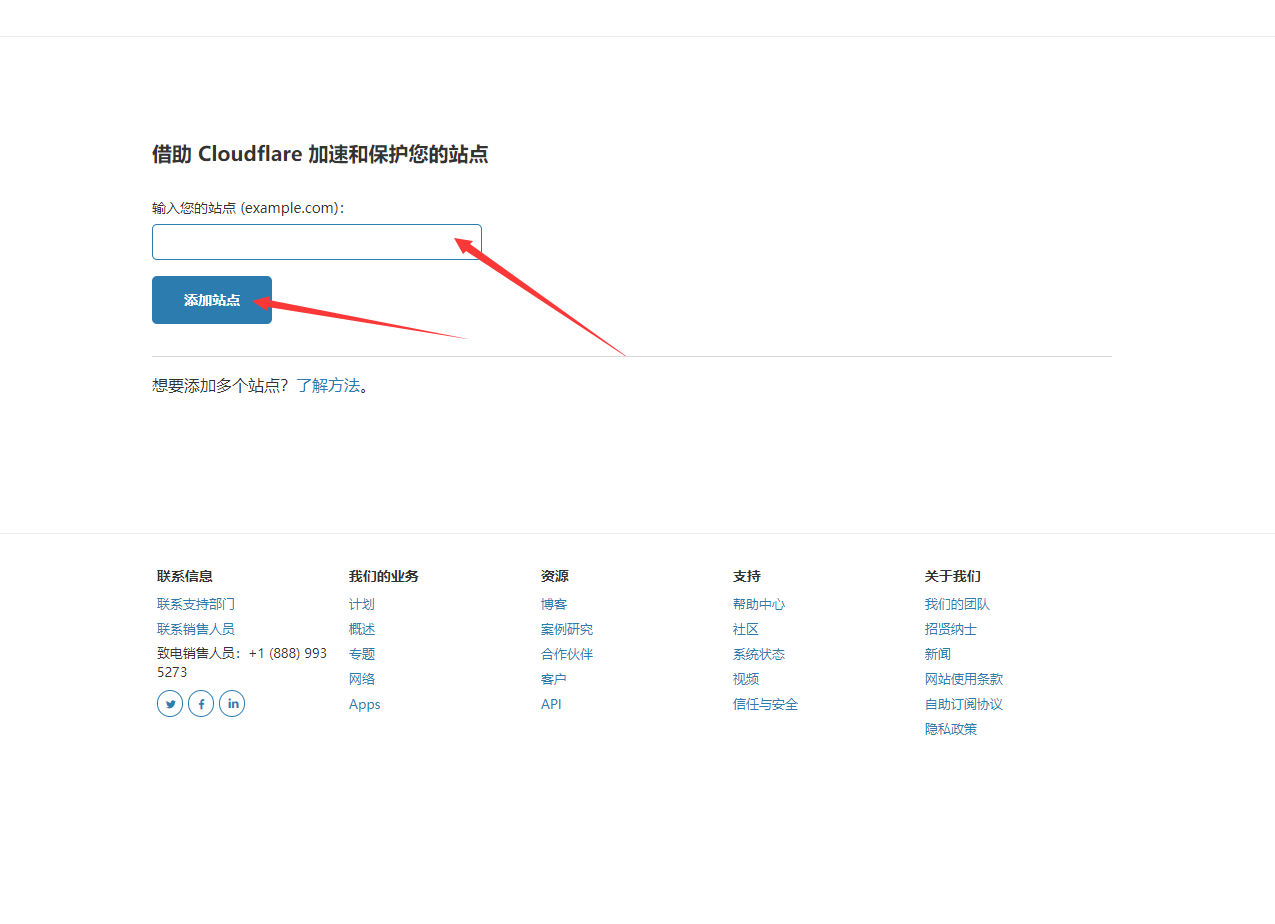 借助 Cloudflare 加速和保护您的站点
输入您的站点 (example.com)：
添加站点
想要添加多个站点？了解方法。
联系信息
联系支持部门
联系销售人员
致电销售人员：+1 (888) 993
5273
我们的业务
计划
概述
专题
网络
Apps
资源
博客
案例研究
合作伙伴
客户
API
支持
帮助中心
社区
系统状态
视频
信任与安全
关于我们
我们的团队
招贤纳士
新闻
网站使用条款
自助订阅协议
隐私政策